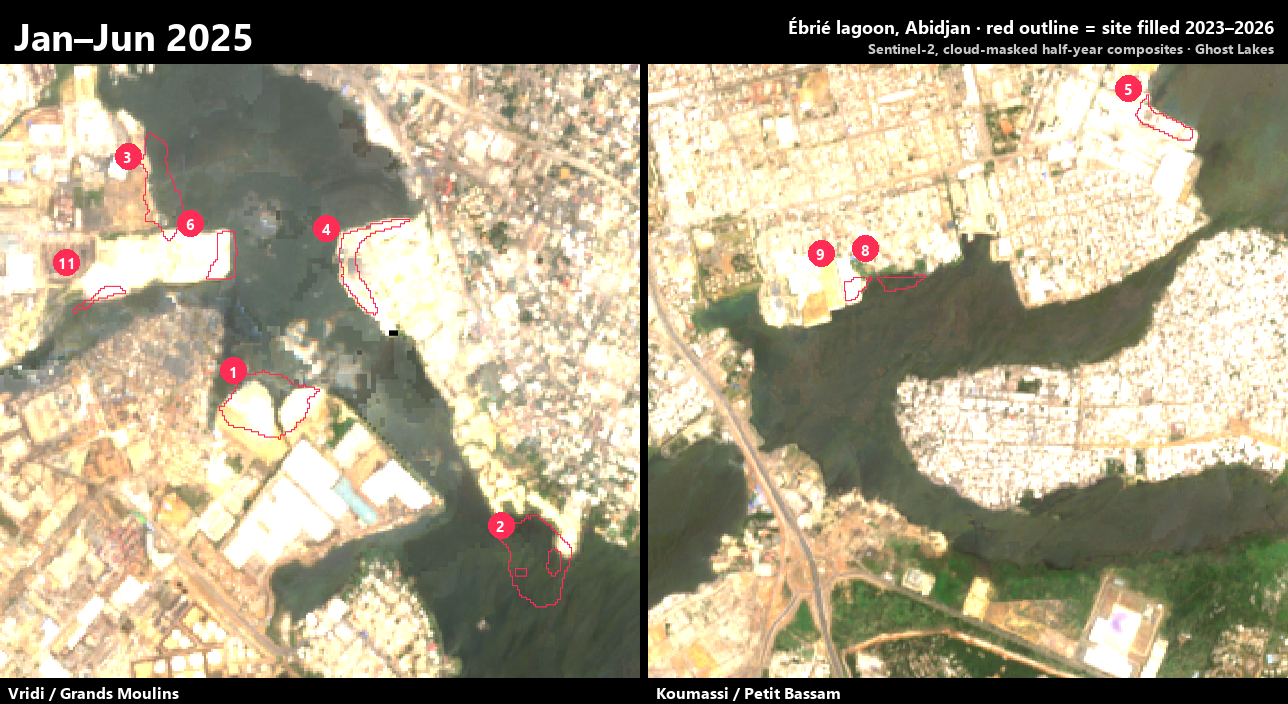 Jan–Jun 2025
Ébrié lagoon, Abidjan · red outline = site filled 2023–2026
Sentinel-2, cloud-masked half-year composites · Ghost Lakes
5
3
6
4
11
9
8
1
2
Vridi / Grands Moulins
Koumassi / Petit Bassam